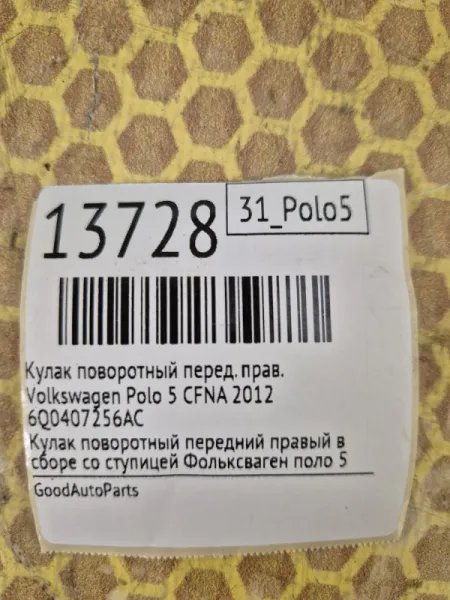 13728
31_Polo5
Кулак поворотный перед. прав.
Volkswagen Polo 5 CFNA 2012
6Q0407256AC
Кулак поворотный передний правый в
сборе со ступицей Фольксваген поло 5
GoodAutoParts